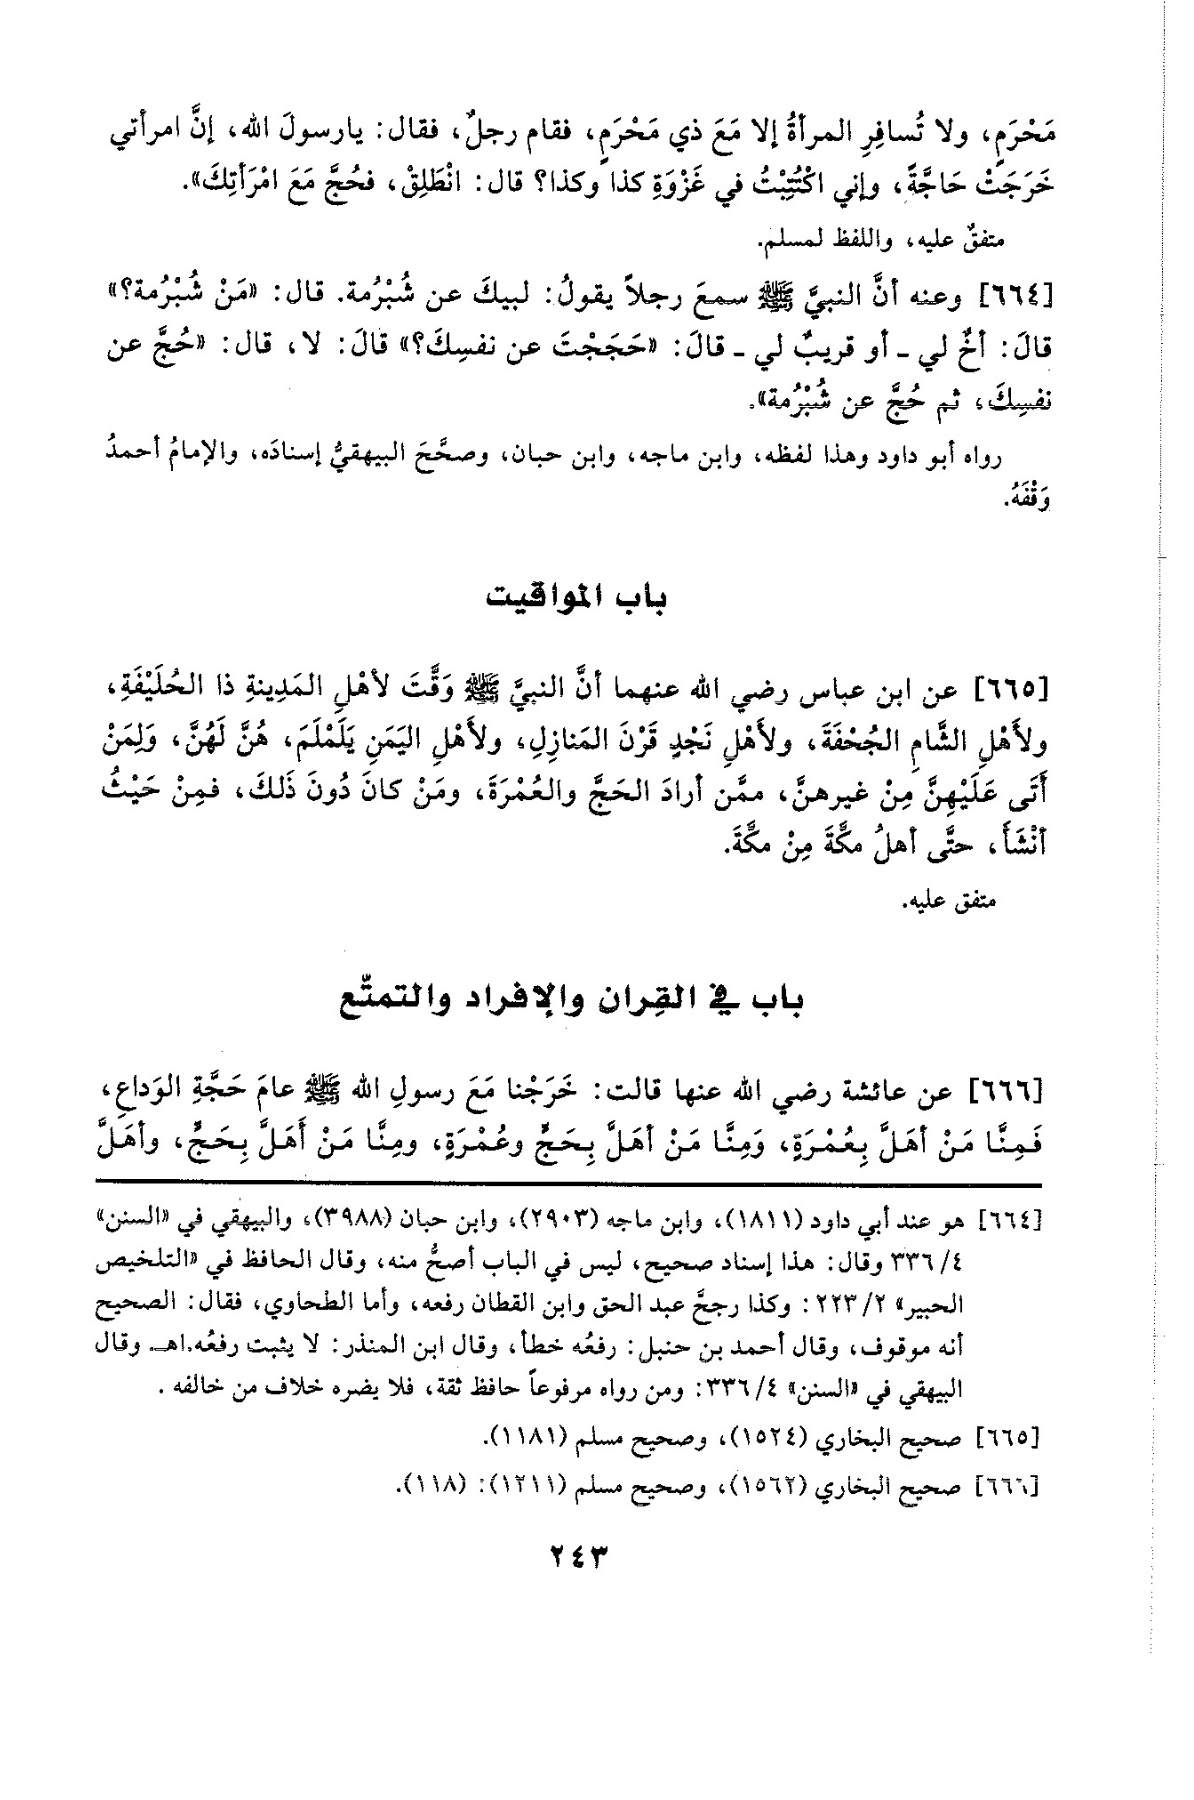 مَحْرَمٍ، ولا تُسافِرِ المرأةُ إلا مَعَ ذي مَحْرَمٍ، فقام رجلٌ، فقال: يارسولَ الله، إنَّ امرأتي
خَرَجَتْ حَاجَّةً، وإني اكْتُتِبْتُ في غَزْوَةِ كذا وكذا؟ قال: انْطَلِقْ، فحُجَّ مَعَ امْرَأتِكَ».
متفقٌ عليه، واللفظ لمسلم.
[٦٦٤] وعنه أنَّ النبيَّ ﷺ سمعَ رجلاً يقولُ: لبيكَ عن شُبْرُمة. قال: «مَنْ شُبْرُمة؟»
قالَ: أخٌ لي ـ أو قريبٌ لي ـ قالَ: «حَجَجْتَ عن نفسِكَ؟» قالَ: لا، قال: «حُجَّ عن
نفسِكَ، ثم حُجَّ عن شُبْرُمة».
رواه أبو داود وهذا لفظه، وابن ماجه، وابن حبان، وصحَّحَ البيهقيُّ إسنادَه، والإمامُ أحمدُ
وَقْفَهُ.
باب المواقيت
[٦٦٥] عن ابن عباس رضي الله عنهما أنَّ النبيَّ ﷺ وَقَّتَ لأهْلِ المَدِينةِ ذا الحُلَيْفَةِ،
ولأهْلِ الشَّامِ الجُحْفَةَ، ولأهْلِ نَجْدٍ قَرْنَ المَنازِلِ، ولأهْلِ اليَمَنِ يَلَمْلَمَ، هُنَّ لَهُنَّ، وَلِمَنْ
أَتَى عَلَيْهِنَّ مِنْ غيرهنَّ، ممَّن أرادَ الحَجَّ والعُمْرَةَ، ومَنْ كانَ دُونَ ذَلكَ، فمِنْ حَيْثُ
أنْشَأَ، حتَّى أهلُ مكَّةَ مِنْ مكَّةَ.
متفق عليه.
باب في القِران والإفراد والتمتّع
[٦٦٦] عن عائشة رضي الله عنها قالت: خَرَجْنا مَعَ رسولِ الله ﷺ عامَ حَجَّةِ الوَداعِ،
فَمِنَّا مَنْ أهَلَّ بِعُمْرَةٍ، وَمِنَّا مَنْ أهَلَّ بِحَجٍّ وعُمْرَةٍ، ومِنَّا مَنْ أَهَلَّ بِحَجٍّ، وأهَلَّ
[٦٦٤] هو عند أبي داود (١٨١١)، وابن ماجه (٢٩٠٣)، وابن حبان (٣٩٨٨)، والبيهقي في «السنن»
٤/ ٣٣٦ وقال: هذا إسناد صحيح، ليس في الباب أصحُّ منه، وقال الحافظ في «التلخيص
الحبير» ٢/ ٢٢٣: وكذا رجحَّ عبد الحق وابن القطان رفعه، وأما الطحاوي، فقال: الصحيح
أنه موقوف، وقال أحمد بن حنبل: رفعُه خطأ، وقال ابن المنذر: لا يثبت رفعُه.اهـ. وقال
البيهقي في «السنن» ٤/ ٣٣٦: ومن رواه مرفوعاً حافظ ثقة، فلا يضره خلاف من خالفه .
[٦٦٥] صحيح البخاري (١٥٢٤)، وصحيح مسلم (١١٨١).
[٦٦٦] صحيح البخاري (١٥٦٢)، وصحيح مسلم (١٢١١): (١١٨).
٢٤٣